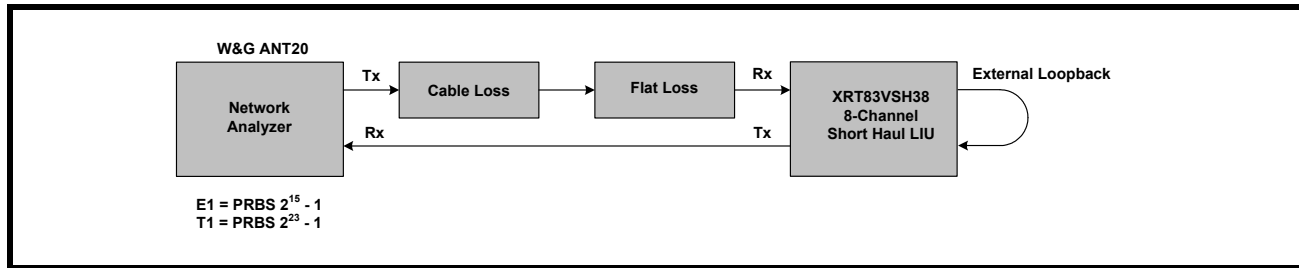 W&G ANT20
Network
Analyzer
Tx
Cable Loss
Flat Loss
Rx
XRT83VSH38
8-Channel
Short Haul LIU
External Loopback
Rx
Tx
E1 = PRBS 2^15 - 1
T1 = PRBS 2^23 - 1